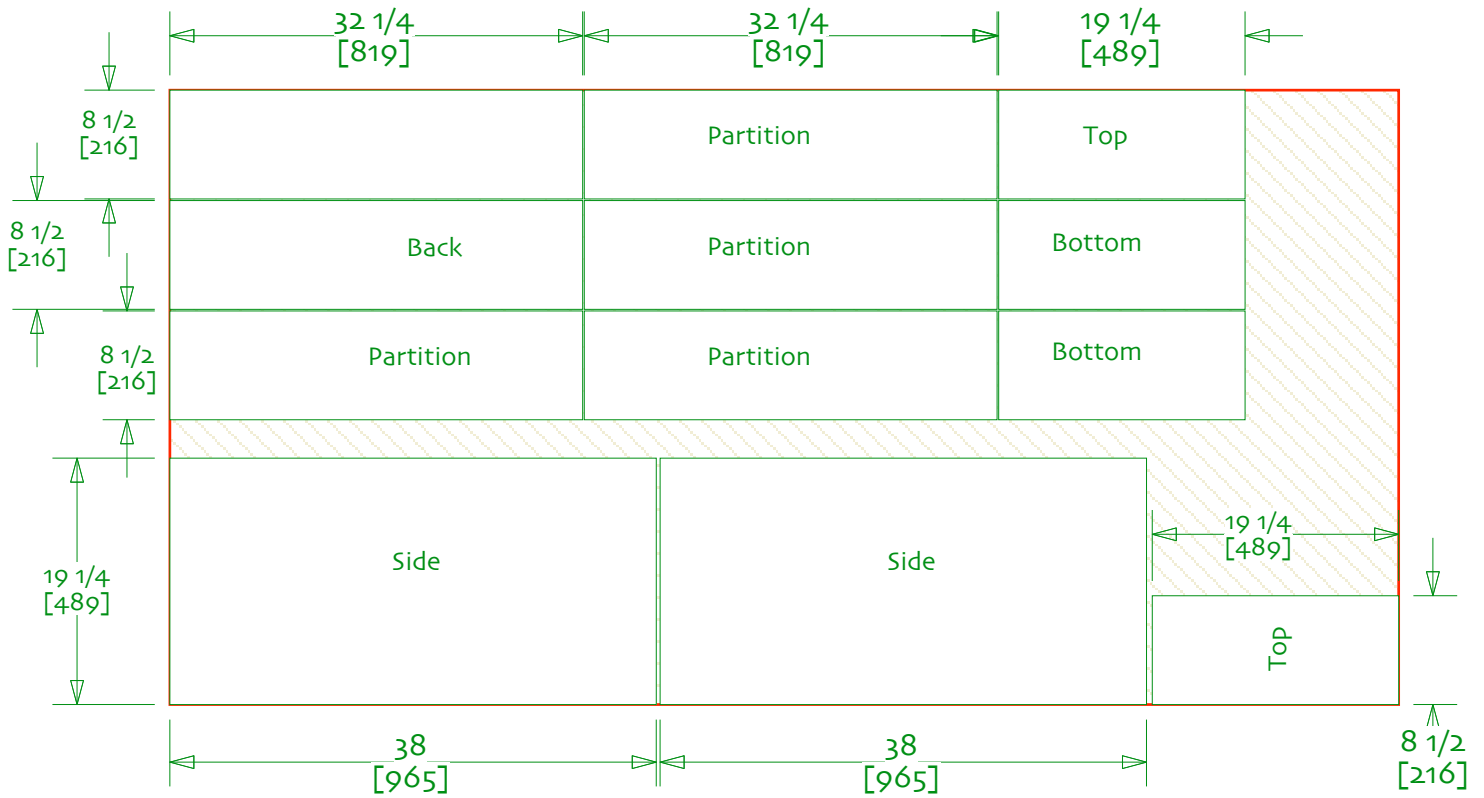 32 1/4
[819]
32 1/4
[819]
19 1/4
[489]
8 1/2
[216]
Partition
Top
8 1/2
[216]
Back
Partition
Bottom
8 1/2
[216]
Partition
Partition
Bottom
19 1/4
[489]
Side
Side
19 1/4
[489]
Top
38
[965]
38
[965]
8 1/2
[216]